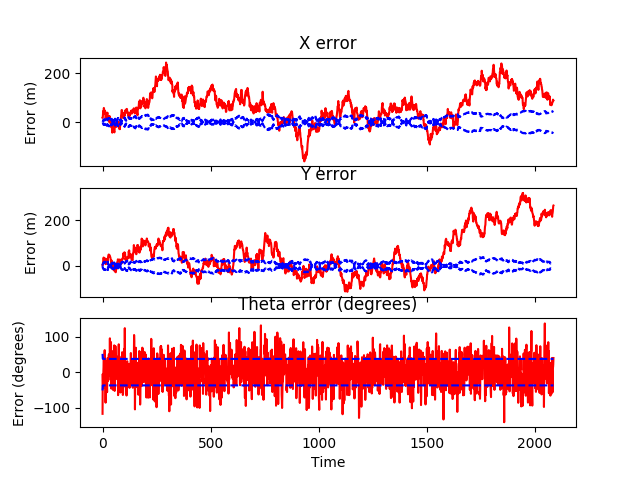 X error
Error (m)
200
0
Y error
Error (m)
200
0
Theta error (degrees)
Error (degrees)
100
0
−100
0
500
1000
1500
2000
Time